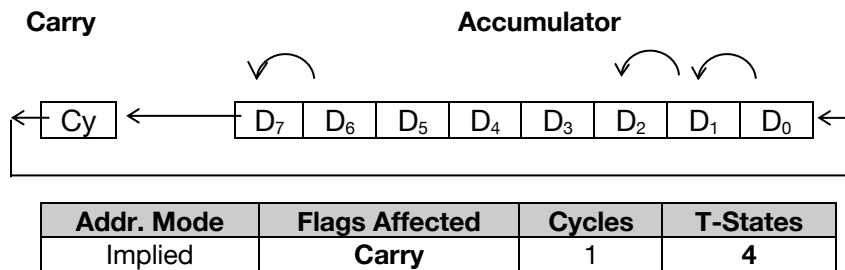 Carry Accumulator
Cy D₇ D₆ D₅ D₄ D₃ D₂ D₁ D₀
Addr. Mode Flags Affected Cycles T-States
Implied Carry 1 4